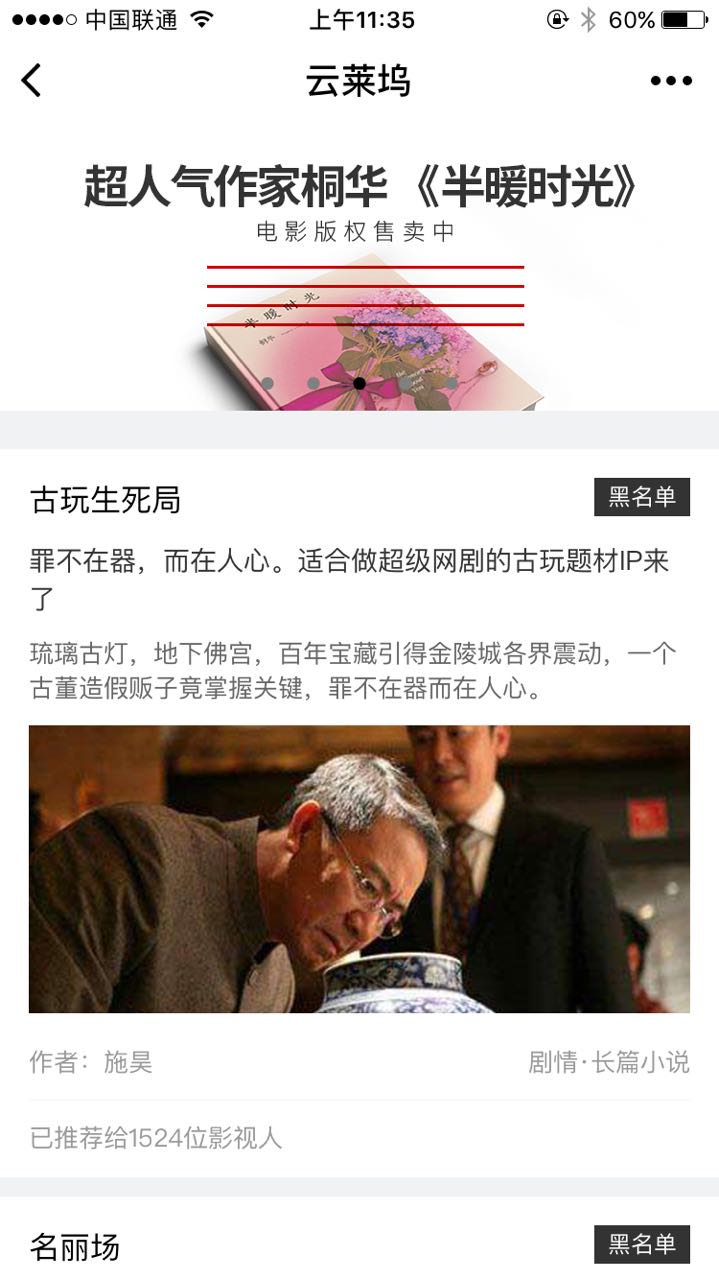 中国联通
上午11:35
60%
云莱坞
超人气作家桐华《半暖时光》
电影版权售卖中
半暖时光
桐华
古玩生死局
黑名单
罪不在器，而在人心。适合做超级网剧的古玩题材IP来
了
琉璃古灯，地下佛宫，百年宝藏引得金陵城各界震动，一个
古董造假贩子竟掌握关键，罪不在器而在人心。
作者：施昊
剧情·长篇小说
已推荐给1524位影视人
名丽场
黑名单